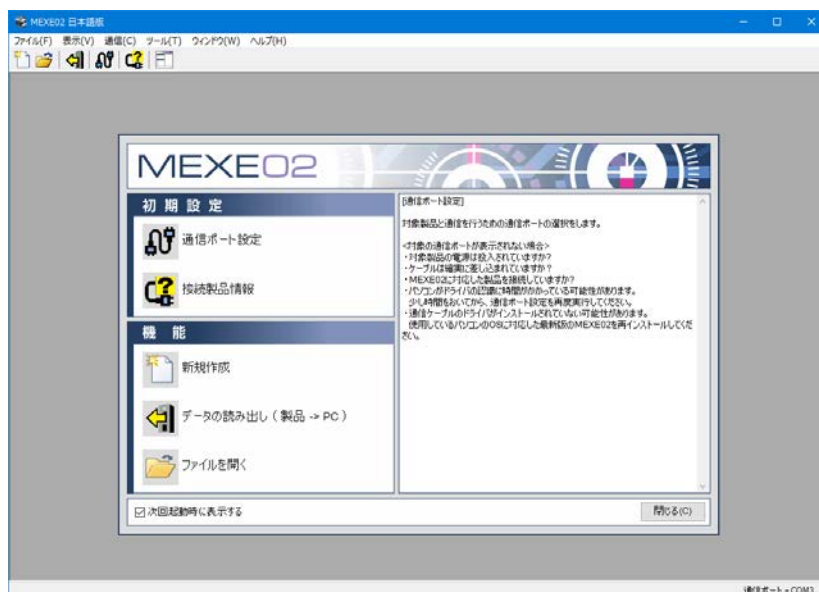 MEXE02 日本語版
ファイル(F) 表示(V) 通信(C) ツール(T) ウィンドウ(W) ヘルプ(H)
MEXE02
初期設定
通信ポート設定
接続製品情報
機能
新規作成
データの読み出し ( 製品 -> PC )
ファイルを開く
[通信ポート設定]
対象製品と通信を行うための通信ポートの選択をします。
<対象の通信ポートが表示されない場合>
・対象製品の電源は投入されていますか?
・ケーブルは確実に差し込まれていますか?
・MEXE02に対応した製品を接続していますか?
・パソコンがドライバの認識に時間がかかっている可能性があります。
少し時間をおいてから、通信ポート設定を再度実行してください。
・通信ケーブルのドライバがインストールされていない可能性があります。
使用しているパソコンのOSに対応した最新版のMEXE02を再インストールしてくだ
さい。
次回起動時に表示する
閉じる(C)
通信ポート = COM3